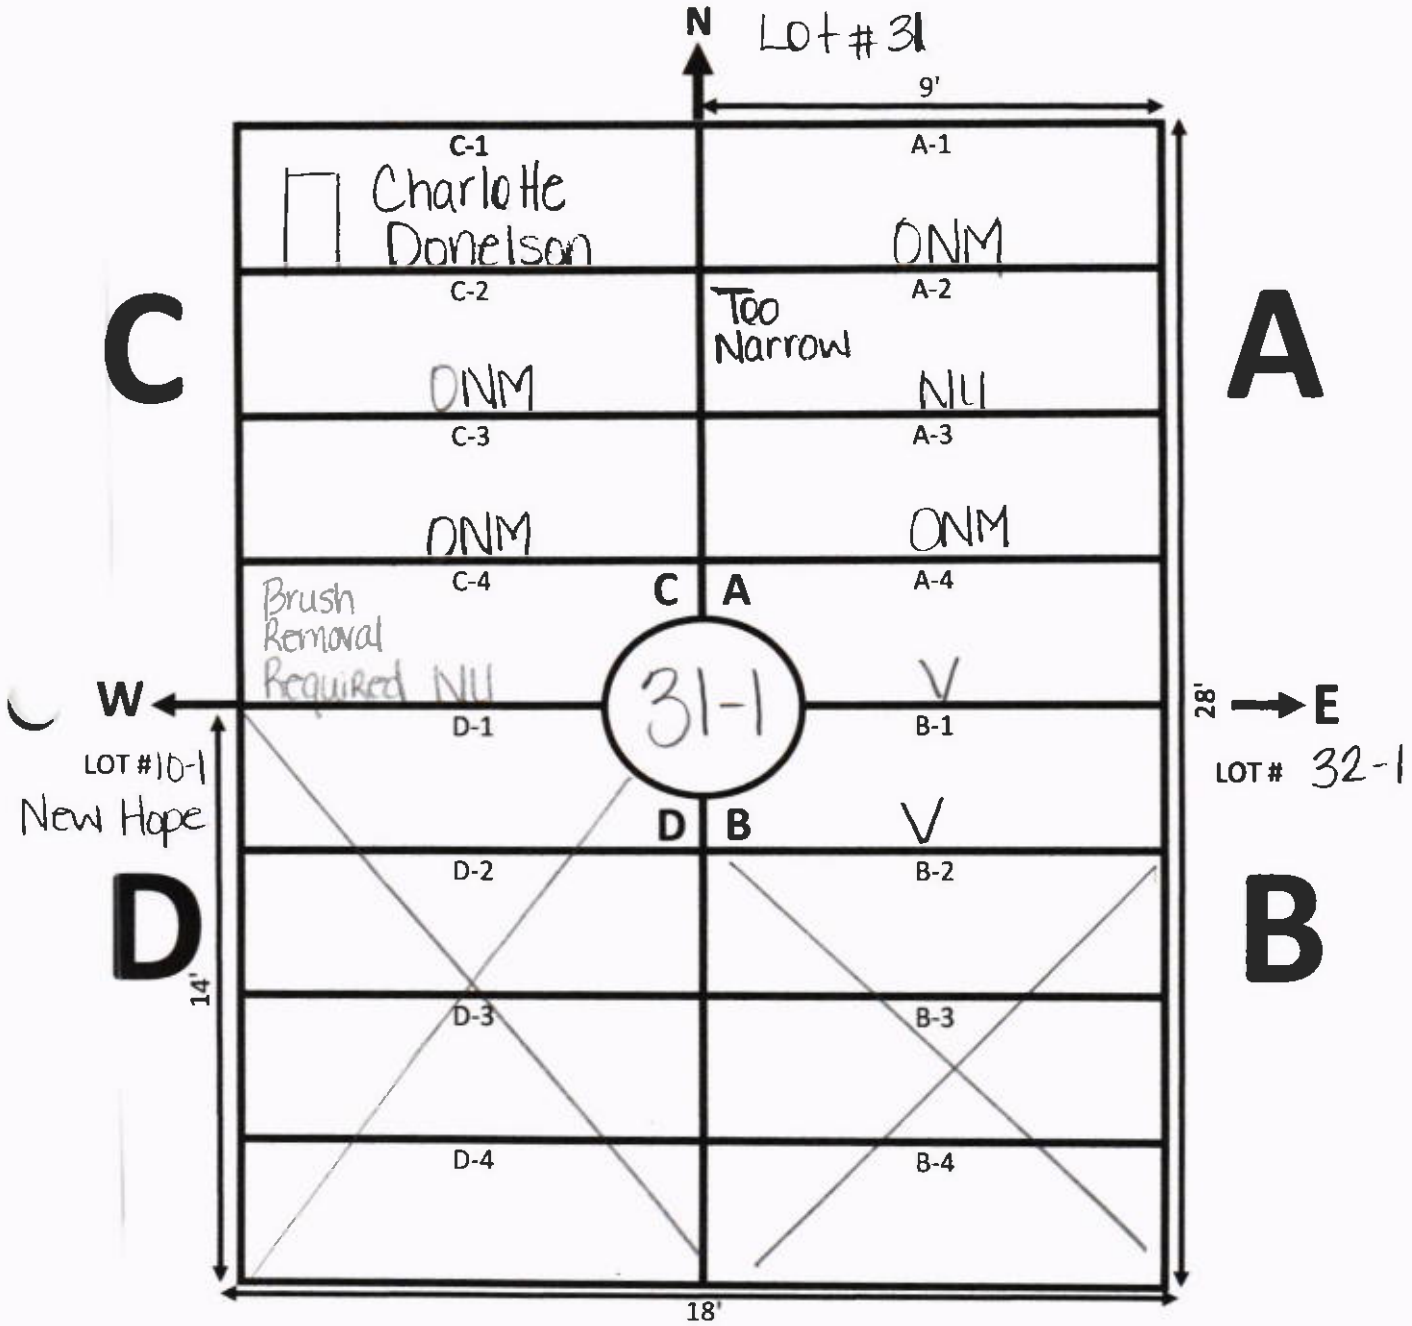 N
Lot # 31
9'
C-1
A-1
Charlotte
Donelson
ONM
C-2
A-2
C
A
Too
Narrow
ONM
NU
C-3
A-3
ONM
ONM
C-4
C A
A-4
Brush
Removal
Required NU
V
W
31-1
28'
E
D-1
B-1
LOT #10-1
LOT # 32-1
New Hope
D B
V
D-2
B-2
D
B
14'
D-3
B-3
D-4
B-4
18'